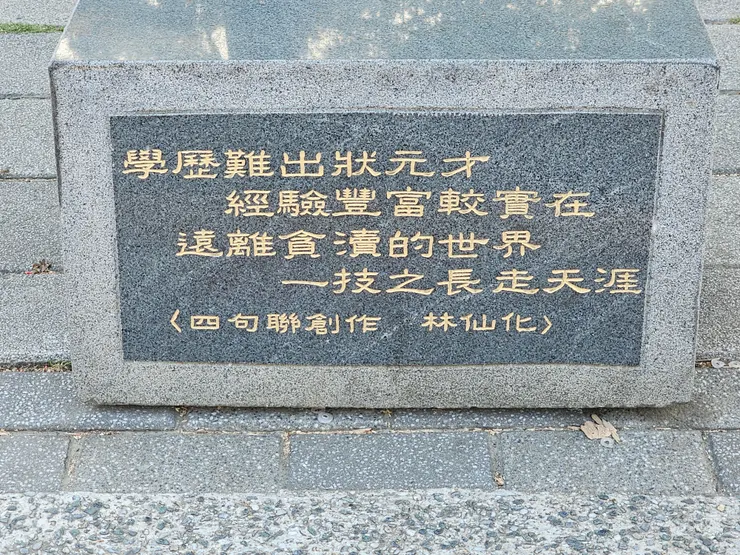 學歷難出狀元才
經驗豐富較實在
遠離貪瀆的世界
一技之長走天涯
〈四句聯創作　林仙化〉